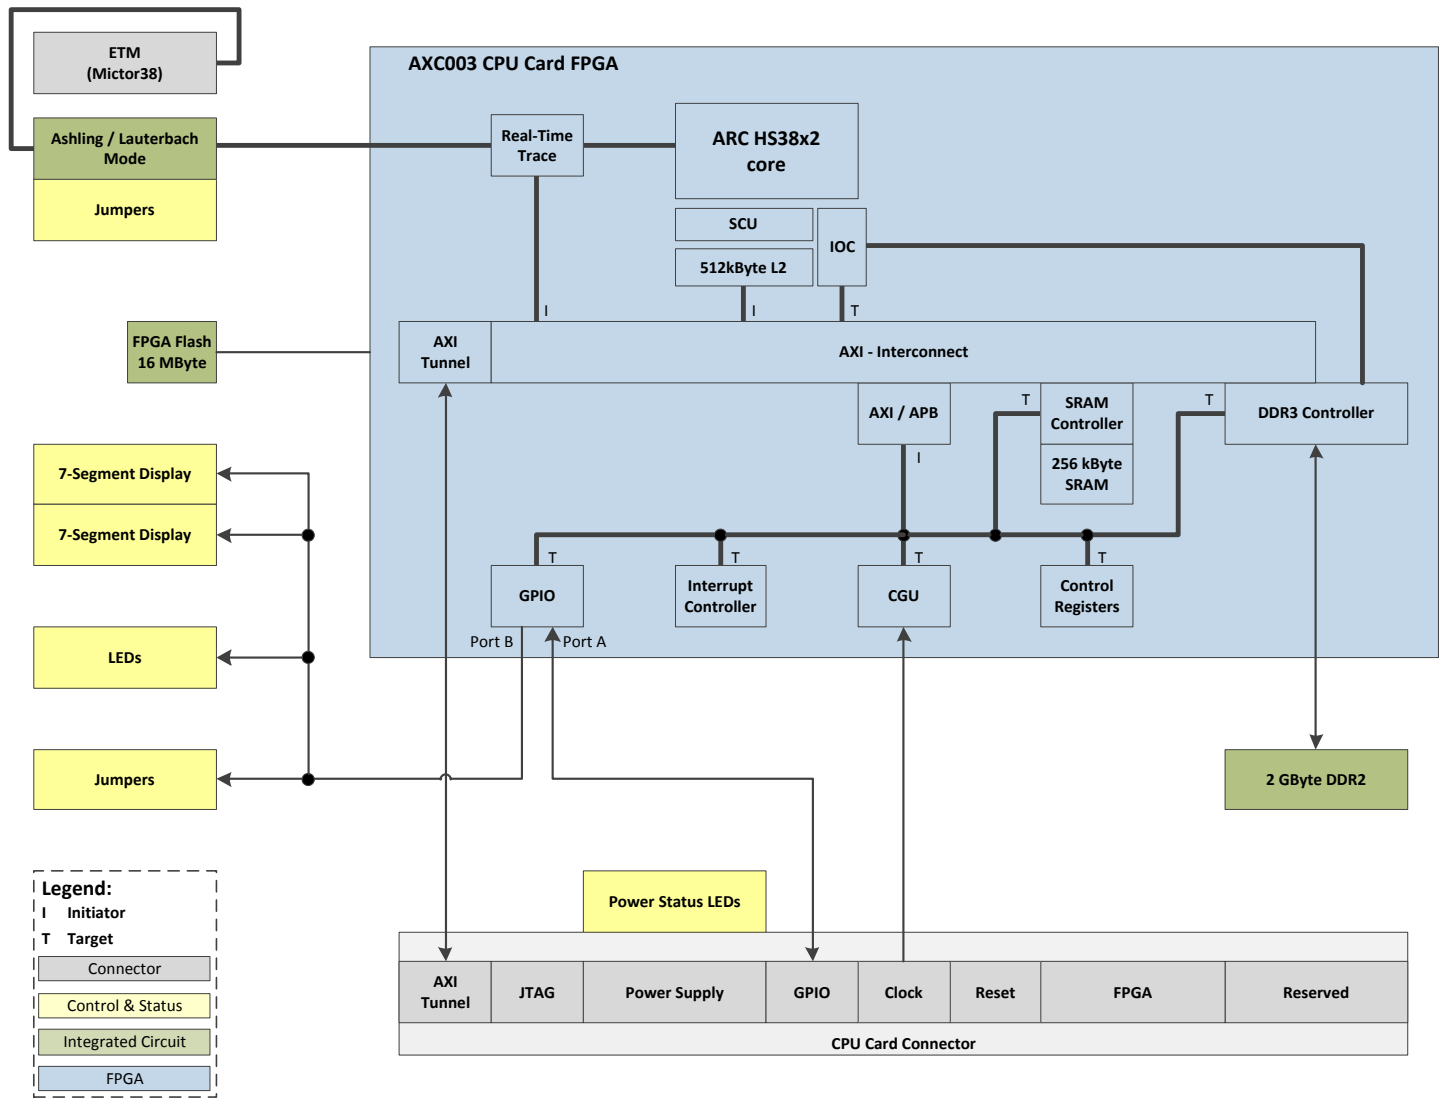 ETM
(Mictor38)
AXC003 CPU Card FPGA
Ashling / Lauterbach
Mode
Jumpers
Real-Time
Trace
ARC HS38x2
core
SCU
512kByte L2
IOC
I
I
T
FPGA Flash
16 MByte
AXI
Tunnel
AXI - Interconnect
AXI / APB
I
T
SRAM
Controller
256 kByte
SRAM
T
DDR3 Controller
7-Segment Display
7-Segment Display
T
T
T
T
GPIO
Interrupt
Controller
CGU
Control
Registers
Port B
Port A
LEDs
Jumpers
2 GByte DDR2
Legend:
I Initiator
T Target
Connector
Control & Status
Integrated Circuit
FPGA
Power Status LEDs
AXI
Tunnel
JTAG
Power Supply
GPIO
Clock
Reset
FPGA
Reserved
CPU Card Connector